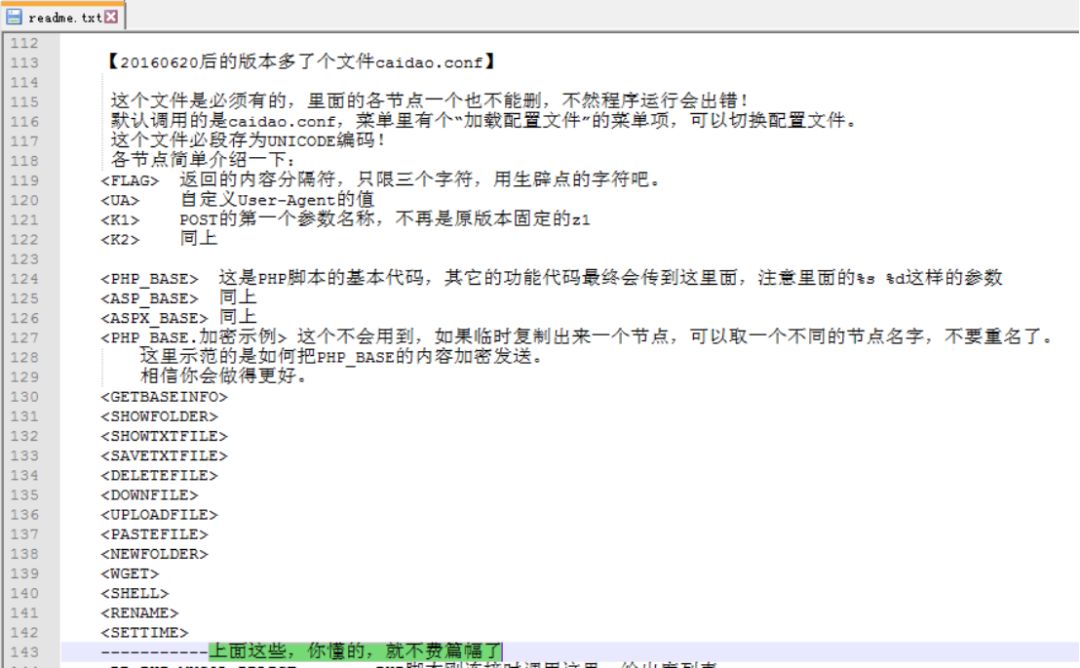 readme.txt
112
113 【20160620后的版本多了个文件caidao.conf】
114
115 这个文件是必须有的，里面的各节点一个也不能删，不然程序运行会出错！
116 默认调用的是caidao.conf，菜单里有个“加载配置文件”的菜单项，可以切换配置文件。
117 这个文件必段存为UNICODE编码！
118 各节点简单介绍一下：
119 <FLAG> 返回的内容分隔符，只限三个字符，用生辟点的字符吧。
120 <UA> 自定义User-Agent的值
121 <K1> POST的第一个参数名称，不再是原版本固定的z1
122 <K2> 同上
123
124 <PHP_BASE> 这是PHP脚本的基本代码，其它的功能代码最终会传到这里面，注意里面的%s %d这样的参数
125 <ASP_BASE> 同上
126 <ASPX_BASE> 同上
127 <PHP_BASE.加密示例> 这个不会用到，如果临时复制出来一个节点，可以取一个不同的节点名字，不要重名了。
128 这里示范的是如何把PHP_BASE的内容加密发送。
129 相信你会做得更好。
130 <GETBASEINFO>
131 <SHOWFOLDER>
132 <SHOWTXTFILE>
133 <SAVETXTFILE>
134 <DELETEFILE>
135 <DOWNFILE>
136 <UPLOADFILE>
137 <PASTEFILE>
138 <NEWFOLDER>
139 <WGET>
140 <SHELL>
141 <RENAME>
142 <SETTIME>
143 -----------上面这些，你懂的，就不费篇幅了